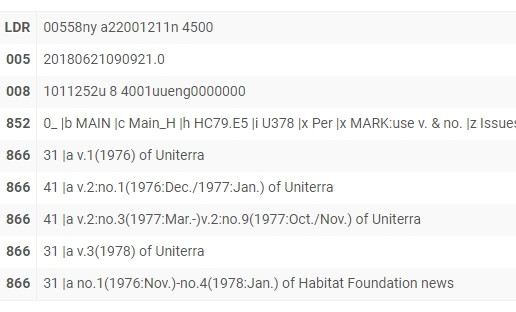 LDR 00558ny a22001211n 4500
005 20180621090921.0
008 1011252u 8 4001uueng0000000
852 0_ |b MAIN |c Main_H |h HC79.E5 |i U378 |x Per |x MARK:use v. & no. |z Issues
866 31 |a v.1(1976) of Uniterra
866 41 |a v.2:no.1(1976:Dec./1977:Jan.) of Uniterra
866 41 |a v.2:no.3(1977:Mar.-)v.2:no.9(1977:Oct./Nov.) of Uniterra
866 31 |a v.3(1978) of Uniterra
866 31 |a no.1(1976:Nov.)-no.4(1978:Jan.) of Habitat Foundation news